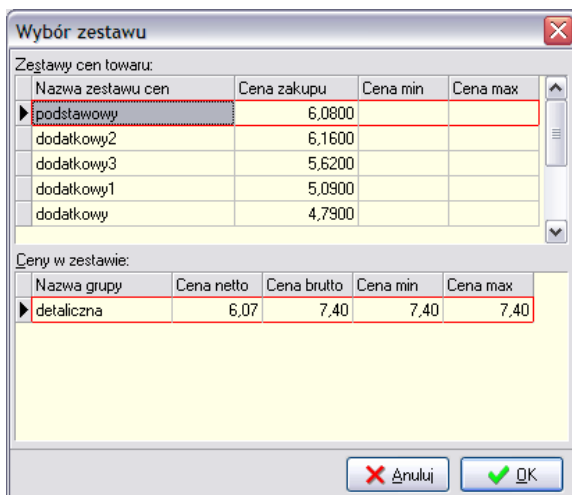 Wybór zestawu
Zestawy cen towaru:
Nazwa zestawu cen Cena zakupu Cena min Cena max
podstawowy 6,0800
dodatkowy2 6,1600
dodatkowy3 5,6200
dodatkowy1 5,0900
dodatkowy 4,7900
Ceny w zestawie:
Nazwa grupy Cena netto Cena brutto Cena min Cena max
detaliczna 6,07 7,40 7,40 7,40
Anuluj OK